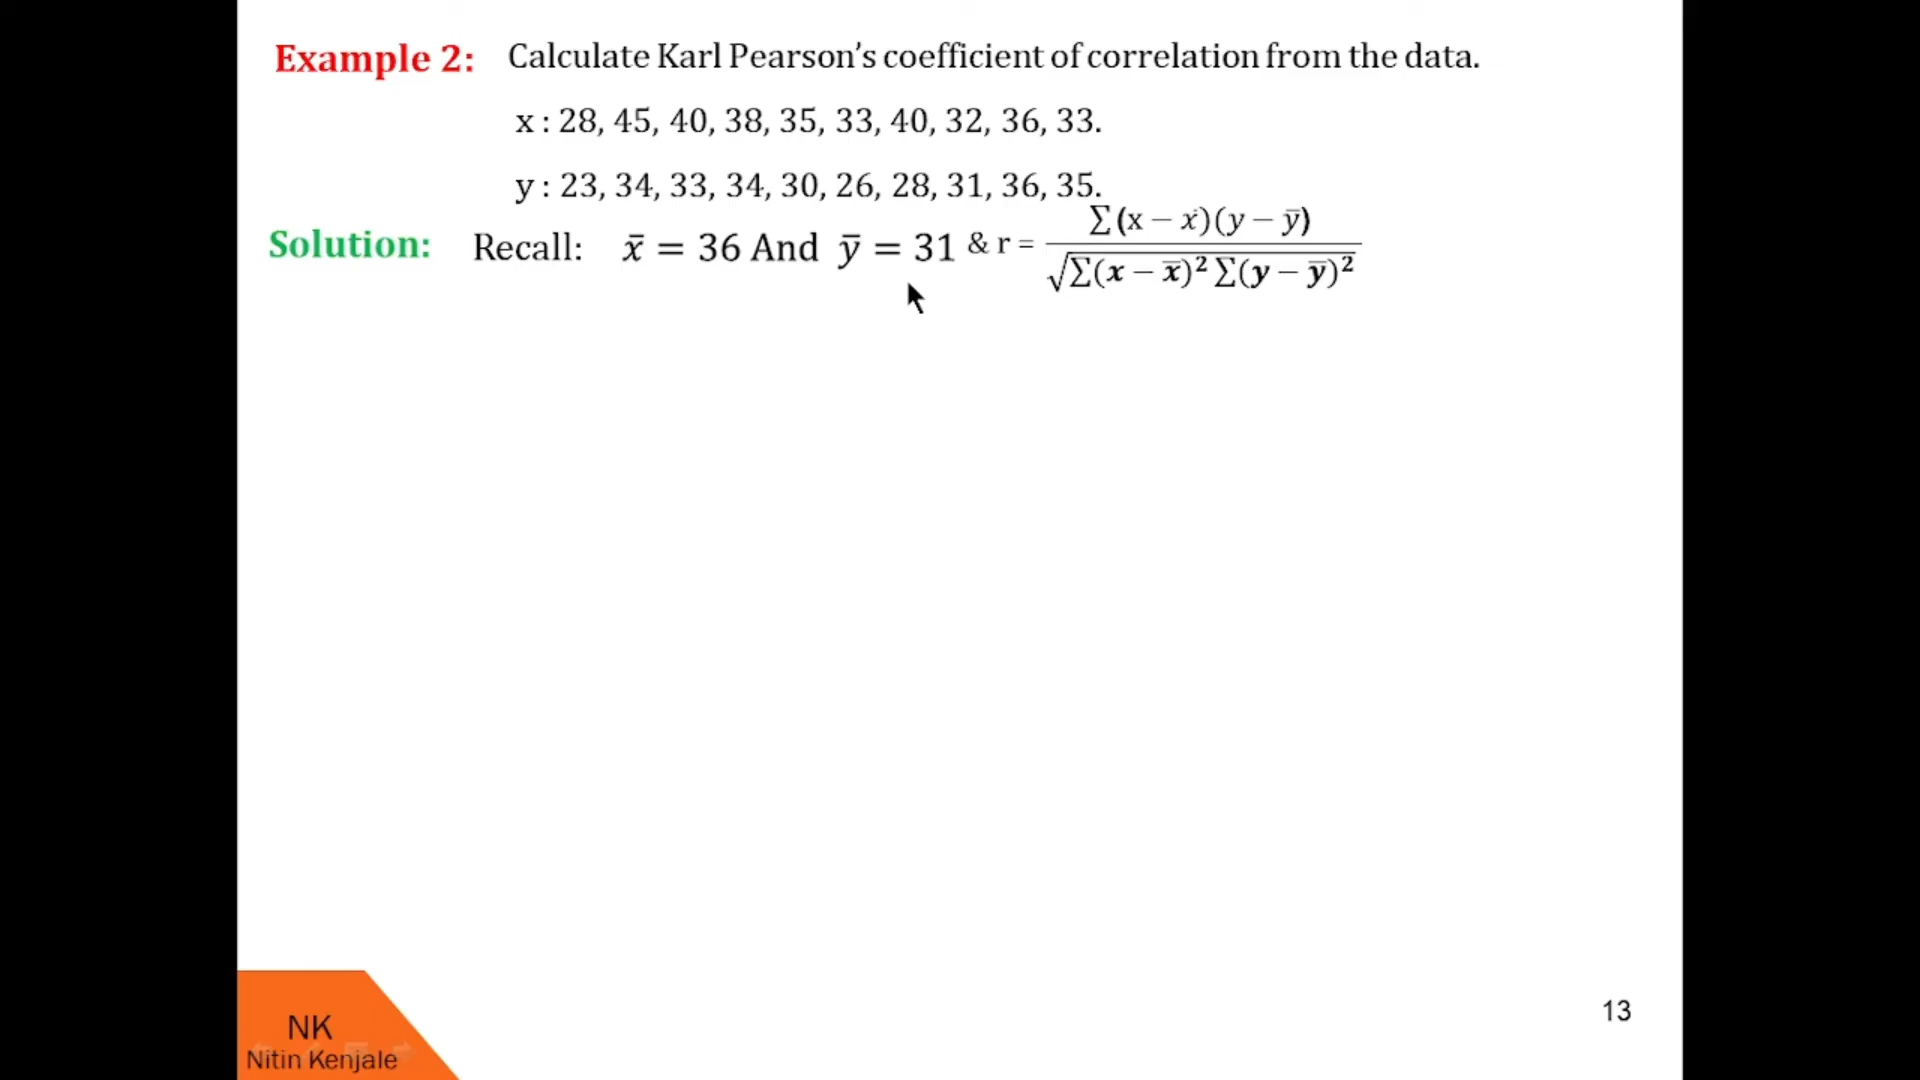 Example 2: Calculate Karl Pearson’s coefficient of correlation from the data.
x : 28, 45, 40, 38, 35, 33, 40, 32, 36, 33.
y : 23, 34, 33, 34, 30, 26, 28, 31, 36, 35.
Solution: Recall: x̄ = 36 And ȳ = 31 & r = ∑(x − x̄)(y − ȳ) / √∑(x − x̄)² ∑(y − ȳ)²
NK
Nitin Kenjale
13